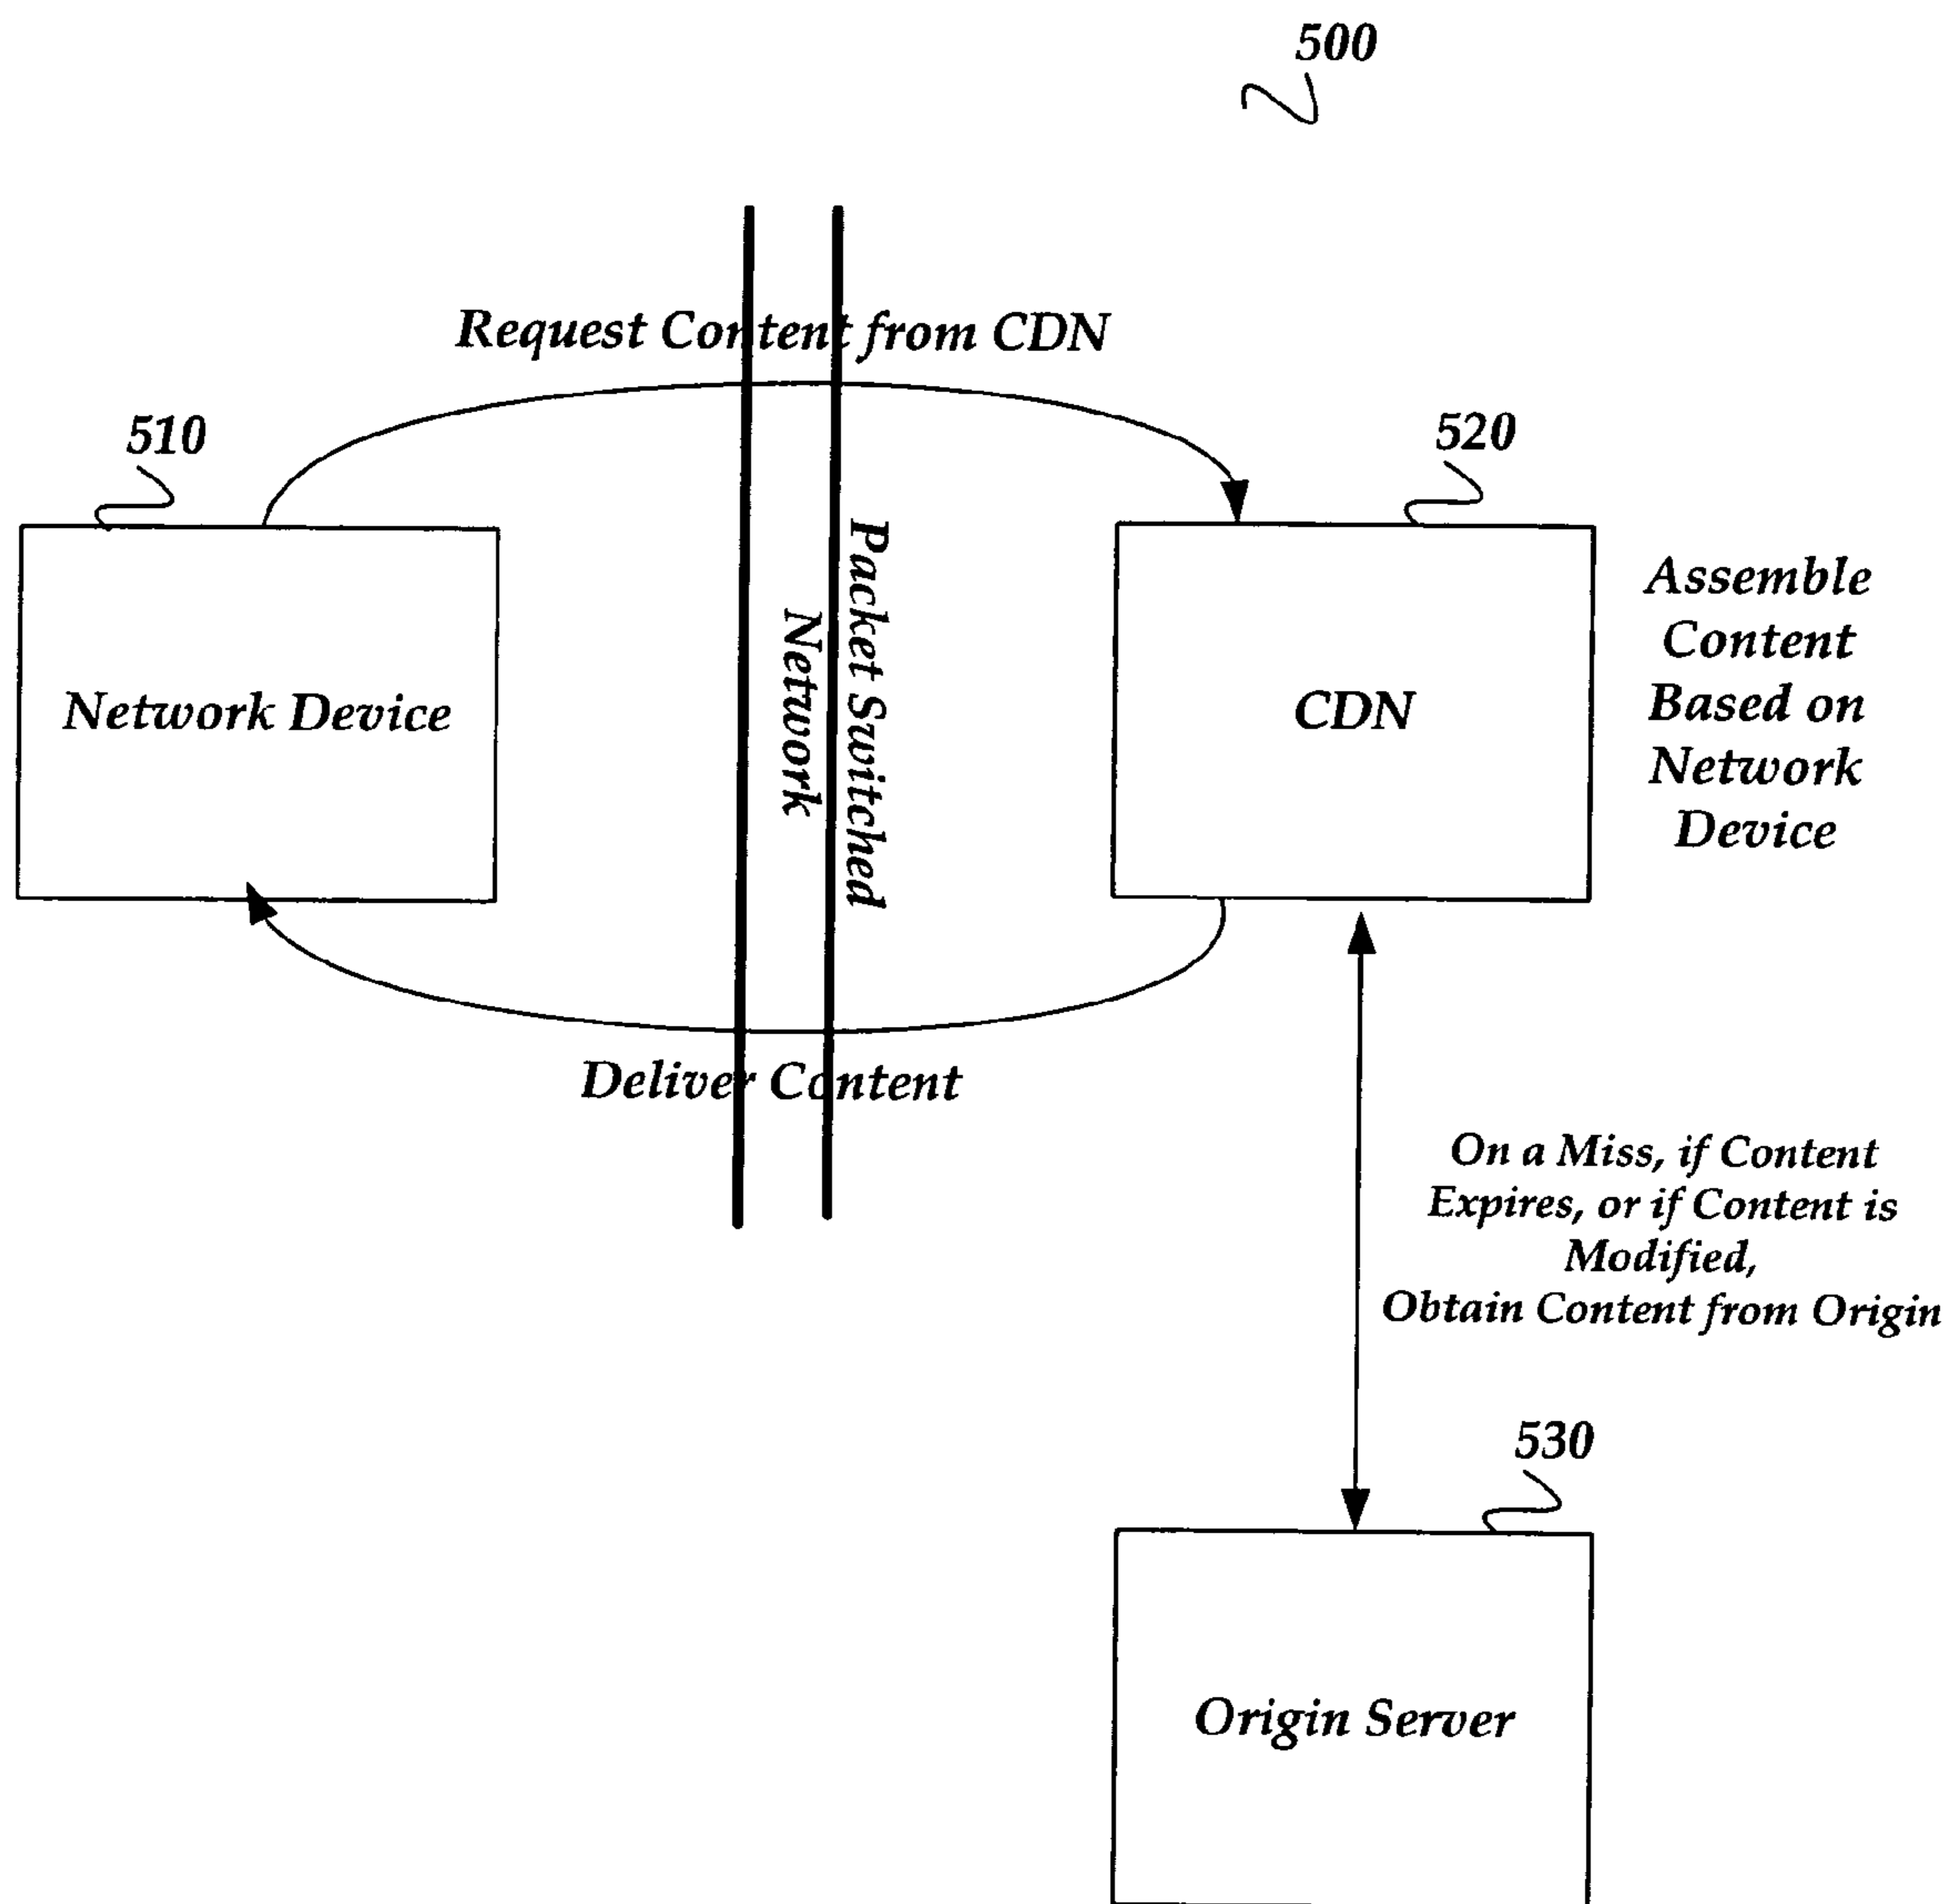 500
Request Content from CDN
510
520
Network Device
Packet Switched
Network
CDN
Assemble
Content
Based on
Network
Device
Deliver Content
On a Miss, if Content
Expires, or if Content is
Modified,
Obtain Content from Origin
530
Origin Server